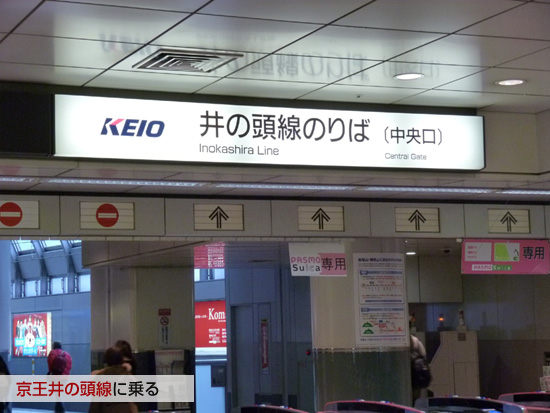 KEIO 井の頭線のりば（中央口）
Inokashira Line Central Gate
PASMO
Suica 専用
専用
Kom
京王井の頭線に乗る